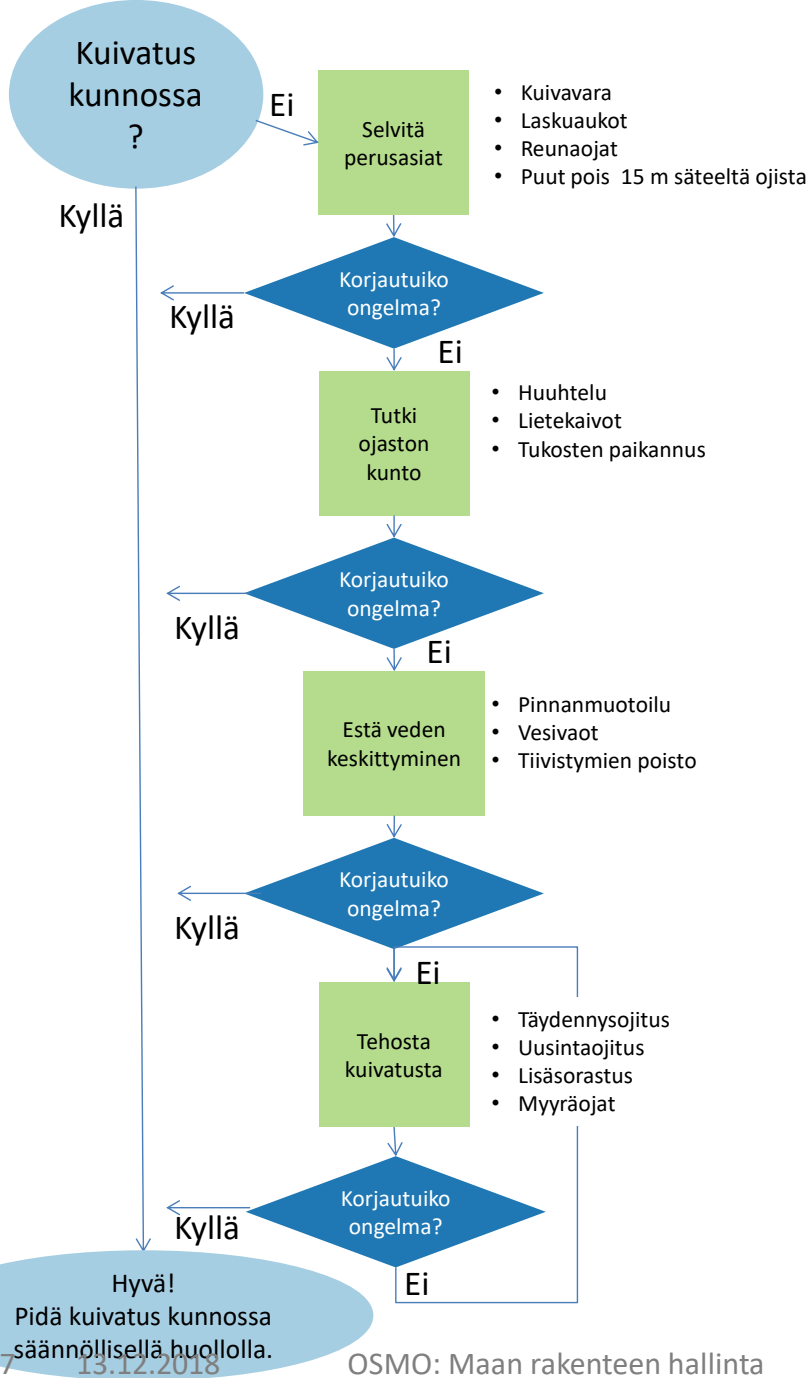 Kuivatus
kunnossa
?
Ei
Kyllä
Selvitä
perusasiat
• Kuivavara
• Laskuaukot
• Reunaojat
• Puut pois 15 m säteeltä ojista
Korjautuiko
ongelma?
Kyllä
Ei
Tutki
ojaston
kunto
• Huuhtelu
• Lietekaivot
• Tukosten paikannus
Korjautuiko
ongelma?
Kyllä
Ei
Estä veden
keskittyminen
• Pinnanmuotoilu
• Vesivaot
• Tiivistymien poisto
Korjautuiko
ongelma?
Kyllä
Ei
Tehosta
kuivatusta
• Täydennysojitus
• Uusintaojitus
• Lisäsorastus
• Myyräojat
Korjautuiko
ongelma?
Kyllä
Ei
Hyvä!
Pidä kuivatus kunnossa
säännöllisellä huollolla.
7 13.12.2018 OSMO: Maan rakenteen hallinta